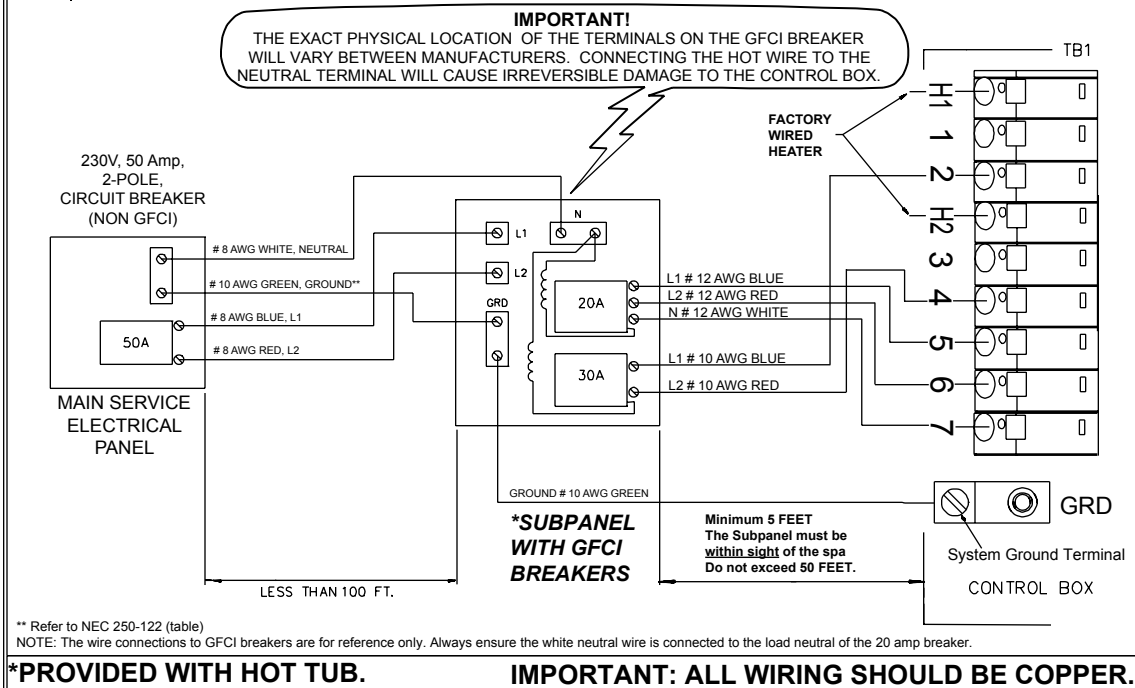 IMPORTANT!
THE EXACT PHYSICAL LOCATION OF THE TERMINALS ON THE GFCI BREAKER
WILL VARY BETWEEN MANUFACTURERS. CONNECTING THE HOT WIRE TO THE
NEUTRAL TERMINAL WILL CAUSE IRREVERSIBLE DAMAGE TO THE CONTROL BOX.
TB1
H1
1
2
H2
3
4
5
6
7
FACTORY
WIRED
HEATER
230V, 50 Amp,
2-POLE,
CIRCUIT BREAKER
(NON GFCI)
# 8 AWG WHITE, NEUTRAL
# 10 AWG GREEN, GROUND**
# 8 AWG BLUE, L1
# 8 AWG RED, L2
50A
MAIN SERVICE
ELECTRICAL
PANEL
N
L1
L2
GRD
20A
30A
L1 # 12 AWG BLUE
L2 # 12 AWG RED
N # 12 AWG WHITE
L1 # 10 AWG BLUE
L2 # 10 AWG RED
GROUND # 10 AWG GREEN
*SUBPANEL
WITH GFCI
BREAKERS
Minimum 5 FEET
The Subpanel must be
within sight of the spa
Do not exceed 50 FEET.
GRD
System Ground Terminal
CONTROL BOX
LESS THAN 100 FT.
** Refer to NEC 250-122 (table)
NOTE: The wire connections to GFCI breakers are for reference only. Always ensure the white neutral wire is connected to the load neutral of the 20 amp breaker.
*PROVIDED WITH HOT TUB.
IMPORTANT: ALL WIRING SHOULD BE COPPER.